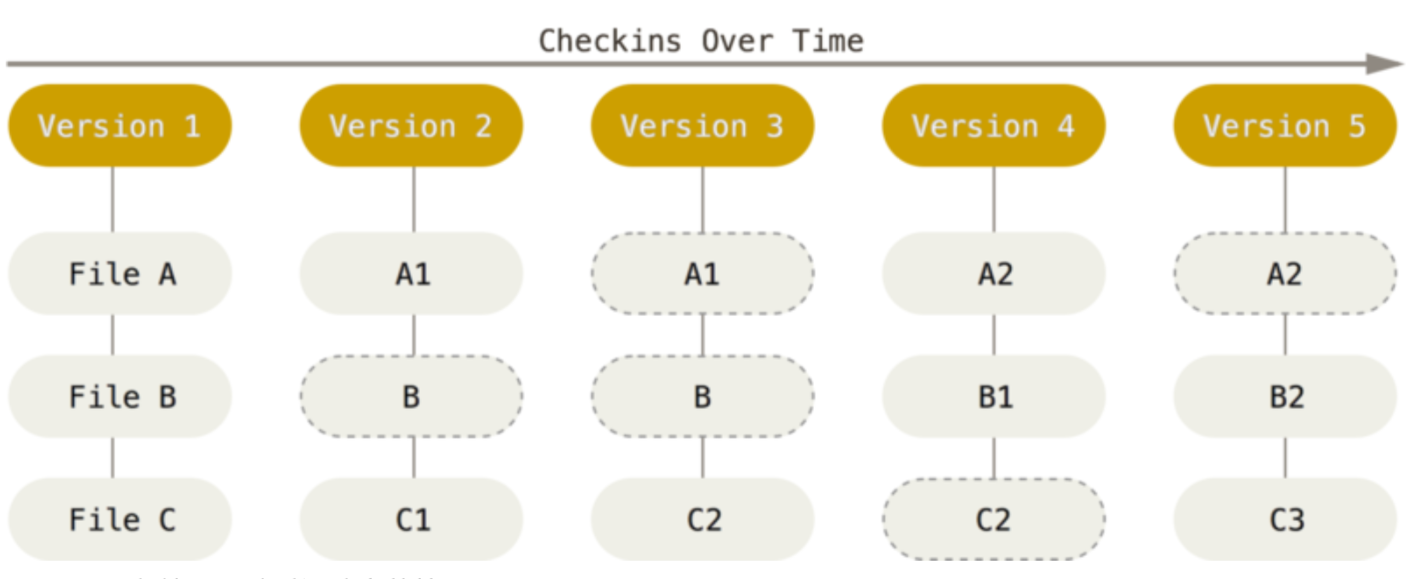 Checkins Over Time
Version 1 Version 2 Version 3 Version 4 Version 5
File A A1 A1 A2 A2
File B B B B1 B2
File C C1 C2 C2 C3